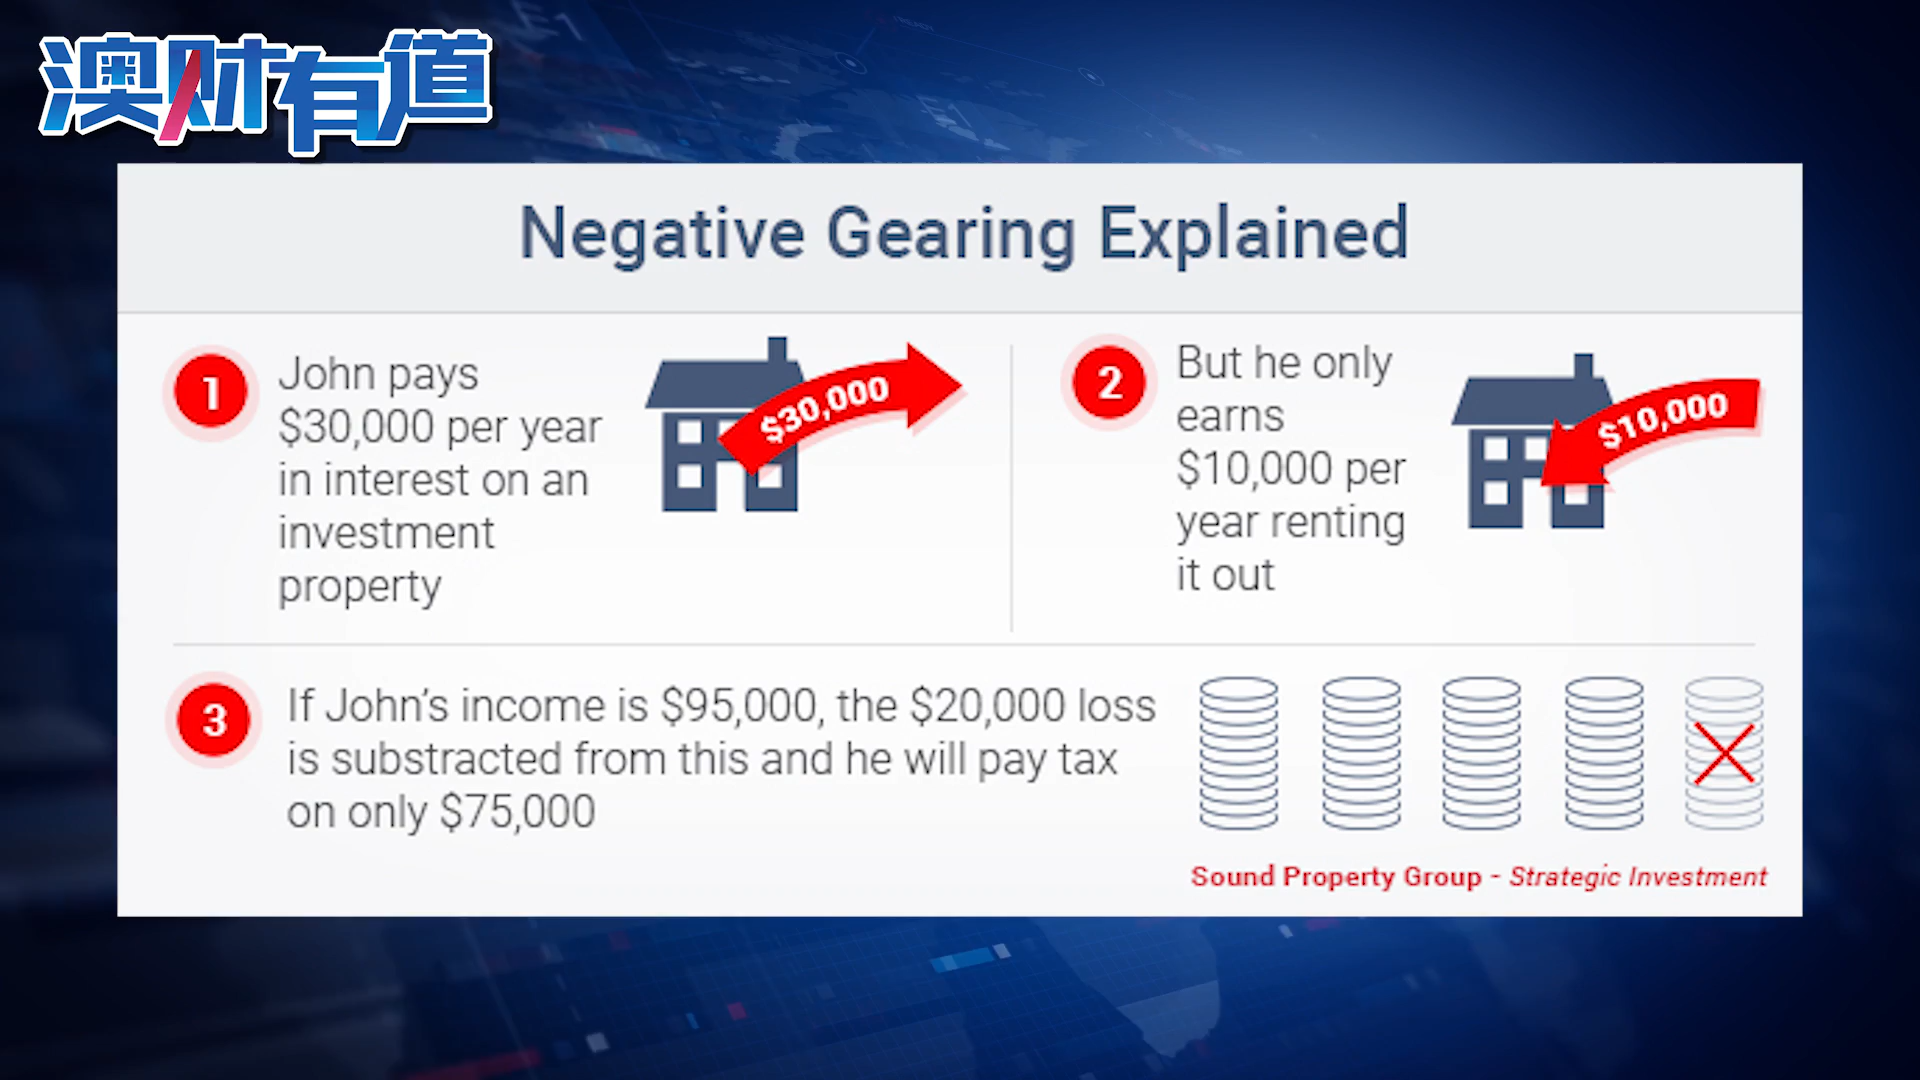 澳财有道
Negative Gearing Explained
1
John pays
$30,000 per year
in interest on an
investment
property
$30,000
2
But he only
earns
$10,000 per
year renting
it out
$10,000
3
If John's income is $95,000, the $20,000 loss
is substracted from this and he will pay tax
on only $75,000
Sound Property Group - Strategic Investment